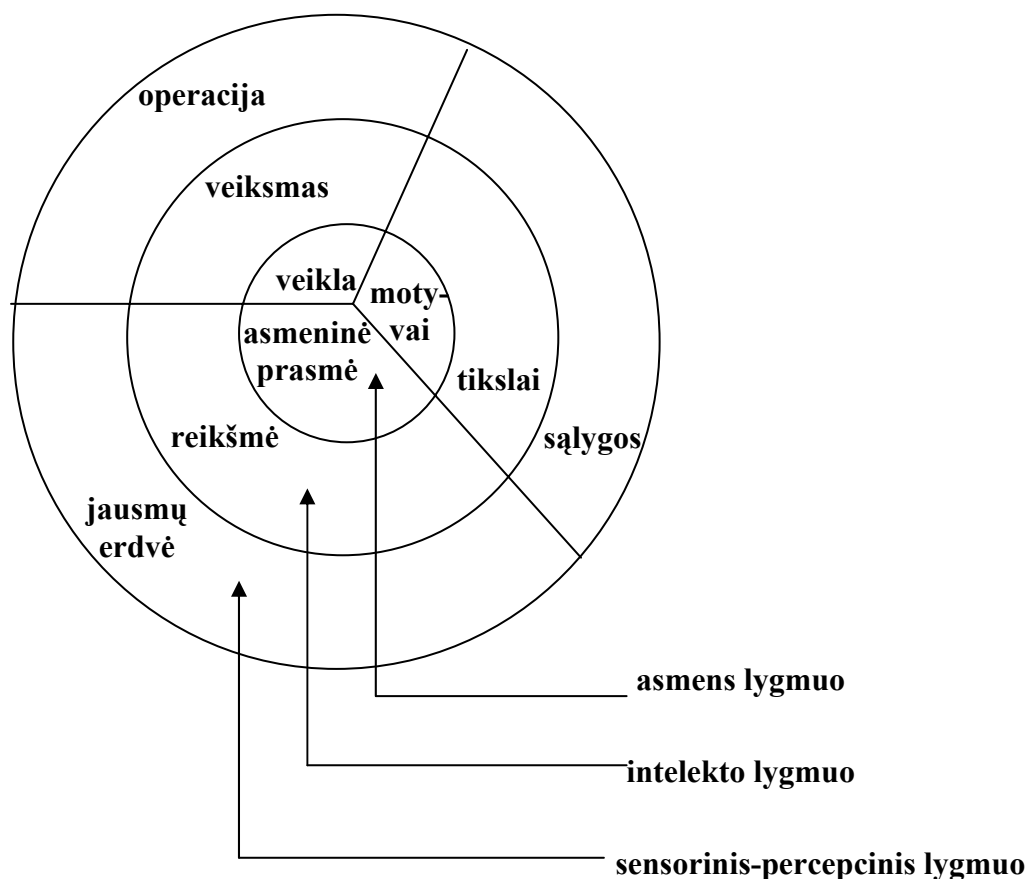 operacija
veiksmas
veikla
moty-
vai
asmeninė
prasmė
tikslai
reikšmė
sąlygos
jausmų
erdvė
asmens lygmuo
intelekto lygmuo
sensorinis-percepcinis lygmuo